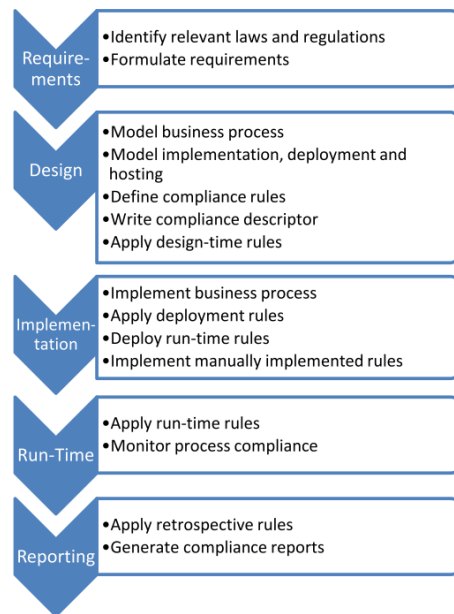 Require-
ments
•Identify relevant laws and regulations
•Formulate requirements
Design
•Model business process
•Model implementation, deployment and
hosting
•Define compliance rules
•Write compliance descriptor
•Apply design-time rules
Implemen-
tation
•Implement business process
•Apply deployment rules
•Deploy run-time rules
•Implement manually implemented rules
Run-Time
•Apply run-time rules
•Monitor process compliance
Reporting
•Apply retrospective rules
•Generate compliance reports